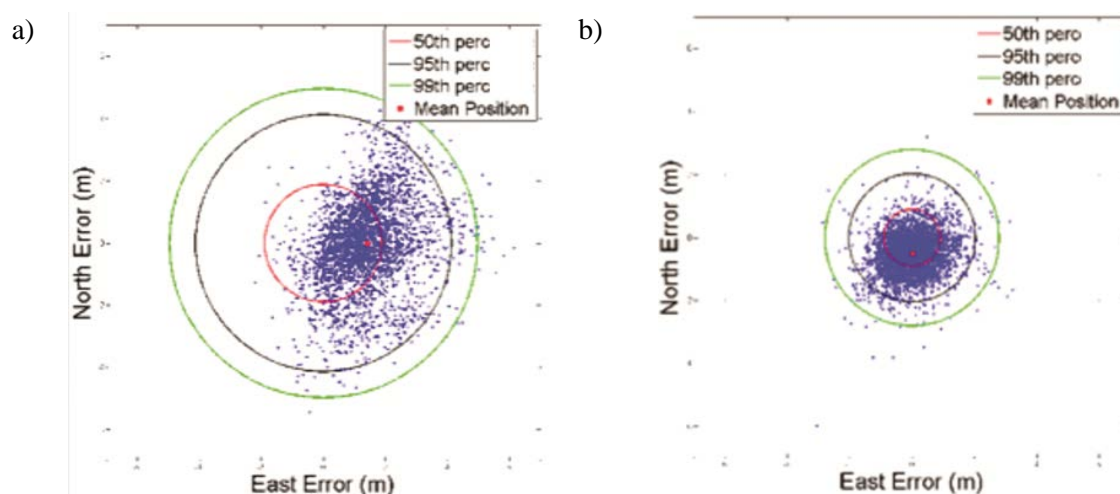 a)
50th perc
95th perc
99th perc
Mean Position
North Error (m)
East Error (m)
b)
50th perc
95th perc
99th perc
Mean Position
North Error (m)
East Error (m)